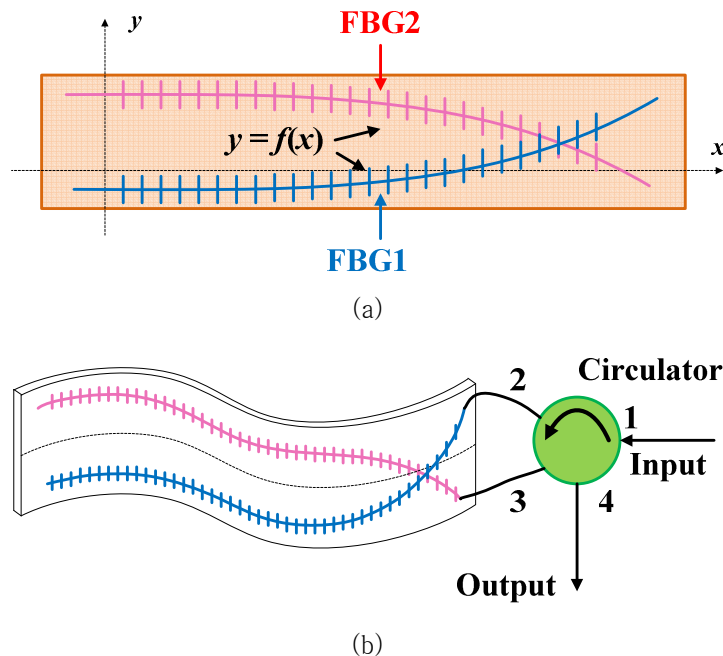 y
FBG2
y = f(x)
x
FBG1
(a)
Circulator
2
1
Input
3
4
Output
(b)